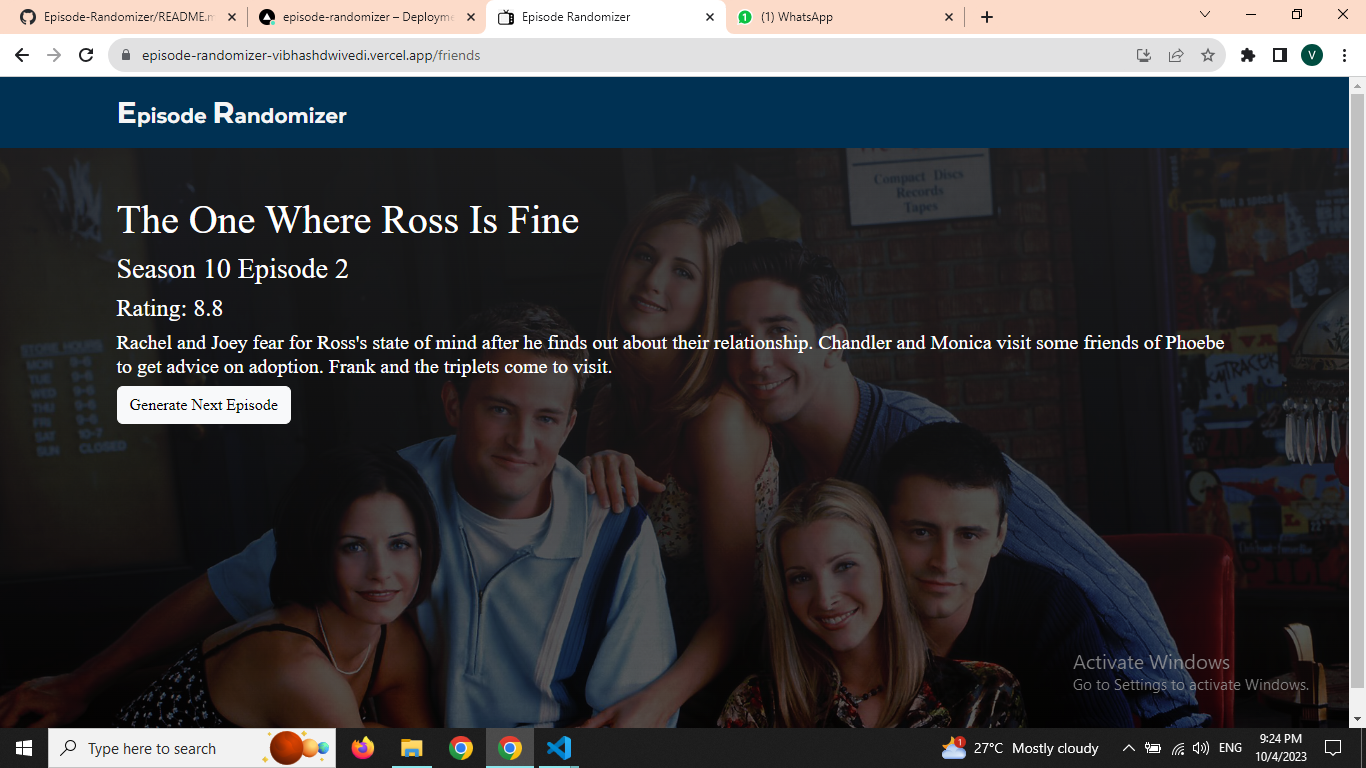 Episode-Randomizer/README.m
episode-randomizer – Deployme
Episode Randomizer
(1) WhatsApp
episode-randomizer-vibhashdwivedi.vercel.app/friends
V
Episode Randomizer
Compact Discs
Records
Tapes
The One Where Ross Is Fine
Season 10 Episode 2
Rating: 8.8
Rachel and Joey fear for Ross's state of mind after he finds out about their relationship. Chandler and Monica visit some friends of Phoebe
to get advice on adoption. Frank and the triplets come to visit.
Generate Next Episode
STORE HOURS
MON 9-6
TUE 9-6
WED 9-6
THU 9-6
FRI 9-6
SAT 10-7
SUN CLOSED
Activate Windows
Go to Settings to activate Windows.
Type here to search
1
27°C Mostly cloudy
ENG
9:24 PM
10/4/2023